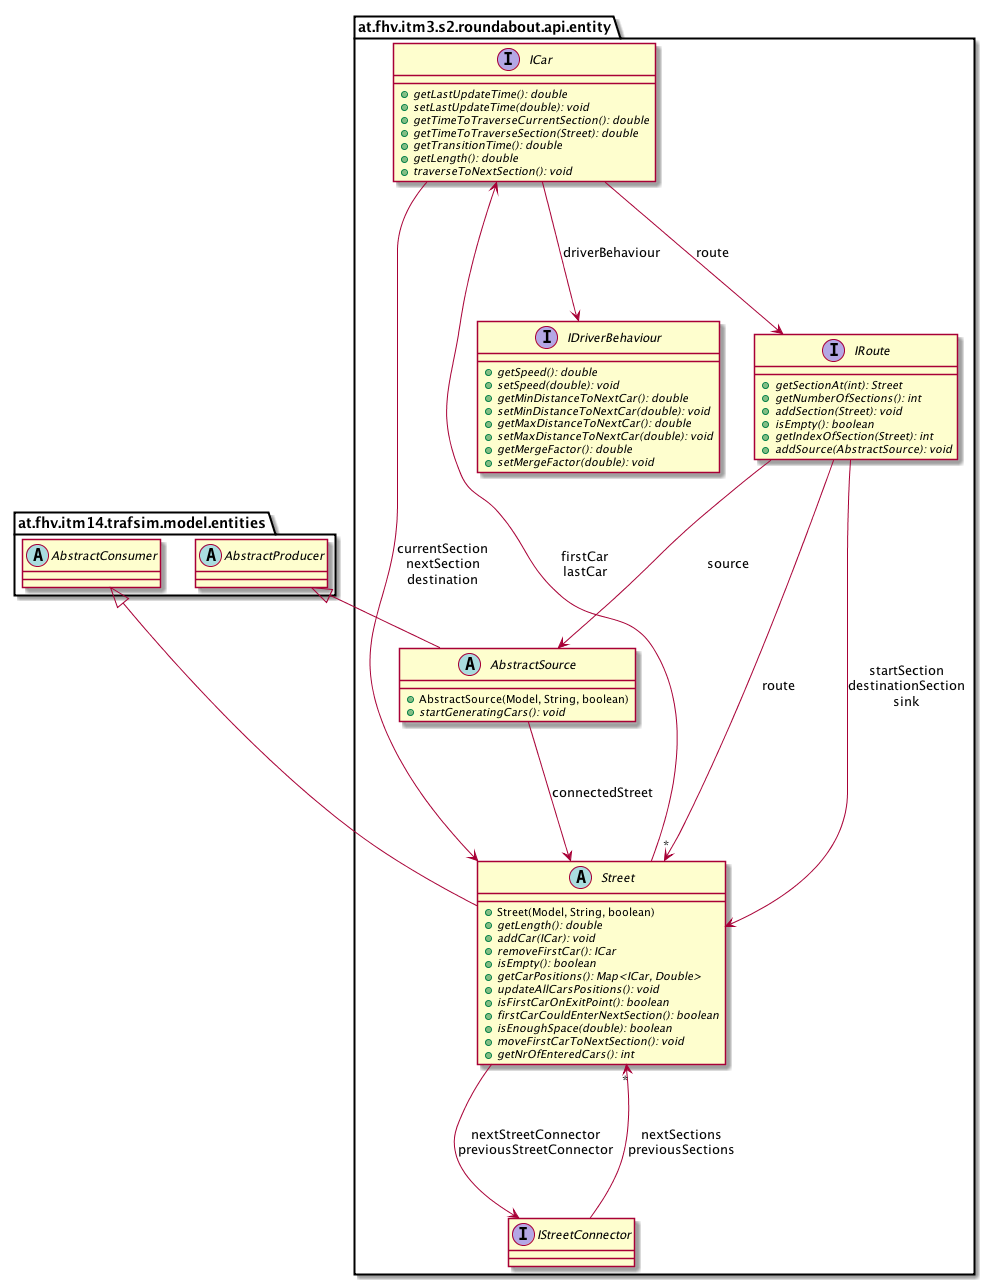 at.fhv.itm3.s2.roundabout.api.entity
I ICar
getLastUpdateTime(): double
setLastUpdateTime(double): void
getTimeToTraverseCurrentSection(): double
getTimeToTraverseSection(Street): double
getTransitionTime(): double
getLength(): double
traverseToNextSection(): void
driverBehaviour
route
I IDriverBehaviour
getSpeed(): double
setSpeed(double): void
getMinDistanceToNextCar(): double
setMinDistanceToNextCar(double): void
getMaxDistanceToNextCar(): double
setMaxDistanceToNextCar(double): void
getMergeFactor(): double
setMergeFactor(double): void
I IRoute
getSectionAt(int): Street
getNumberOfSections(): int
addSection(Street): void
isEmpty(): boolean
getIndexOfSection(Street): int
addSource(AbstractSource): void
at.fhv.itm14.trafsim.model.entities
A AbstractConsumer
A AbstractProducer
currentSection
nextSection
destination
firstCar
lastCar
source
A AbstractSource
AbstractSource(Model, String, boolean)
startGeneratingCars(): void
route
startSection
destinationSection
sink
connectedStreet
*
A Street
Street(Model, String, boolean)
getLength(): double
addCar(ICar): void
removeFirstCar(): ICar
isEmpty(): boolean
getCarPositions(): Map<ICar, Double>
updateAllCarsPositions(): void
isFirstCarOnExitPoint(): boolean
firstCarCouldEnterNextSection(): boolean
isEnoughSpace(double): boolean
moveFirstCarToNextSection(): void
getNrOfEnteredCars(): int
*
nextStreetConnector
previousStreetConnector
nextSections
previousSections
I IStreetConnector